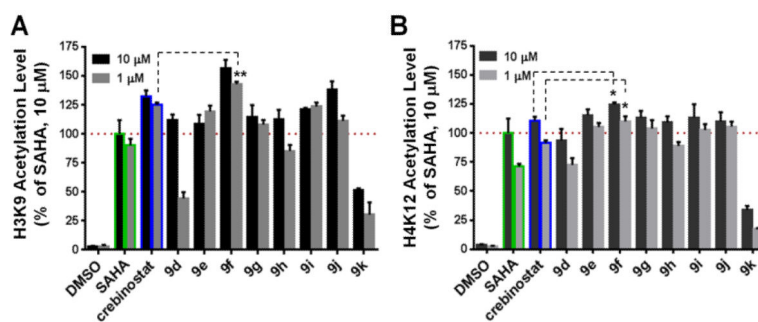 A
H3K9 Acetylation Level
(% of SAHA, 10 µM)
175
150
125
100
75
50
25
0
10 µM
1 µM
**
DMSO
SAHA
crebinostat
9d
9e
9f
9g
9h
9i
9j
9k
B
H4K12 Acetylation Level
(% of SAHA, 10 µM)
175
150
125
100
75
50
25
0
10 µM
1 µM
*
*
DMSO
SAHA
crebinostat
9d
9e
9f
9g
9h
9i
9j
9k